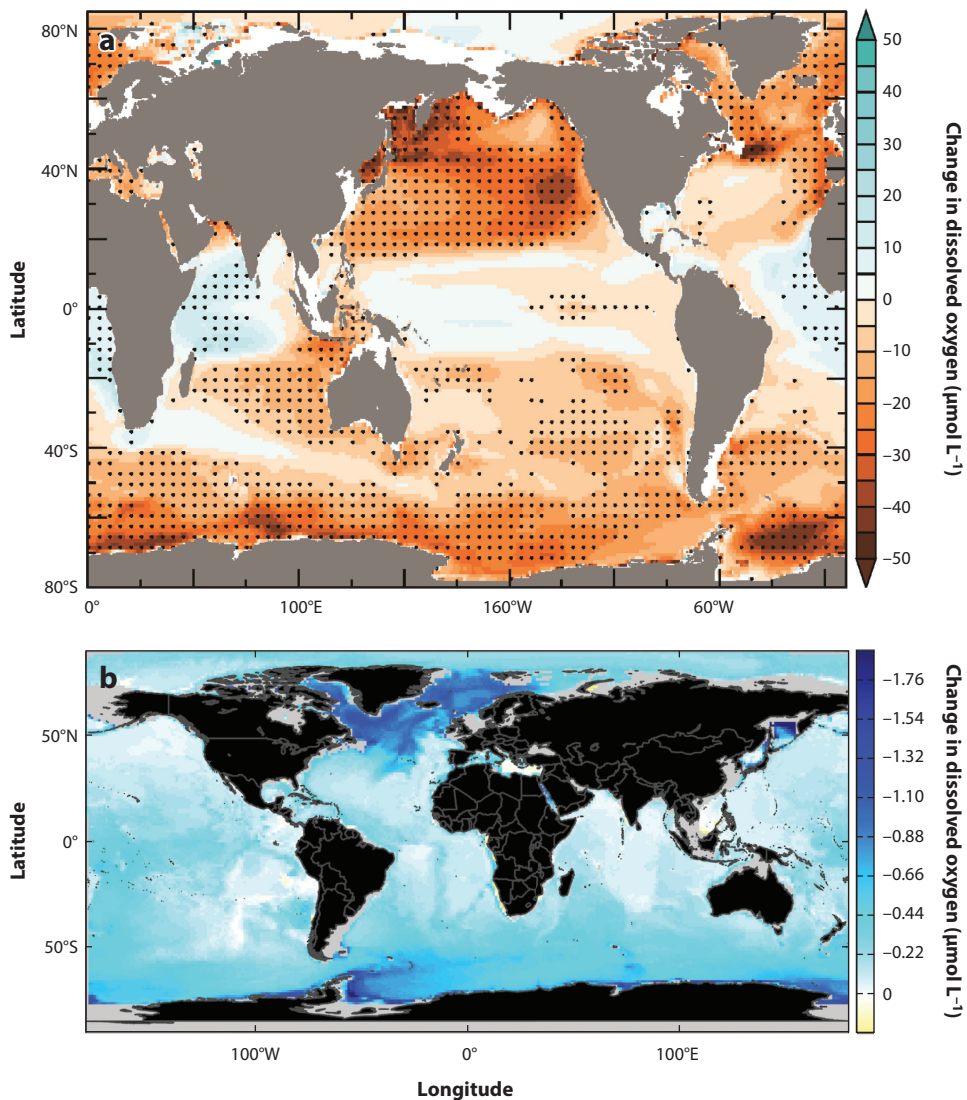 a
80°N
40°N
0°
40°S
80°S
Latitude
0°
100°E
160°W
60°W
50
40
30
20
10
0
−10
−20
−30
−40
−50
Change in dissolved oxygen (µmol L⁻¹)
b
50°N
0°
50°S
Latitude
100°W
0°
100°E
Longitude
−1.76
−1.54
−1.32
−1.10
−0.88
−0.66
−0.44
−0.22
0
Change in dissolved oxygen (µmol L⁻¹)